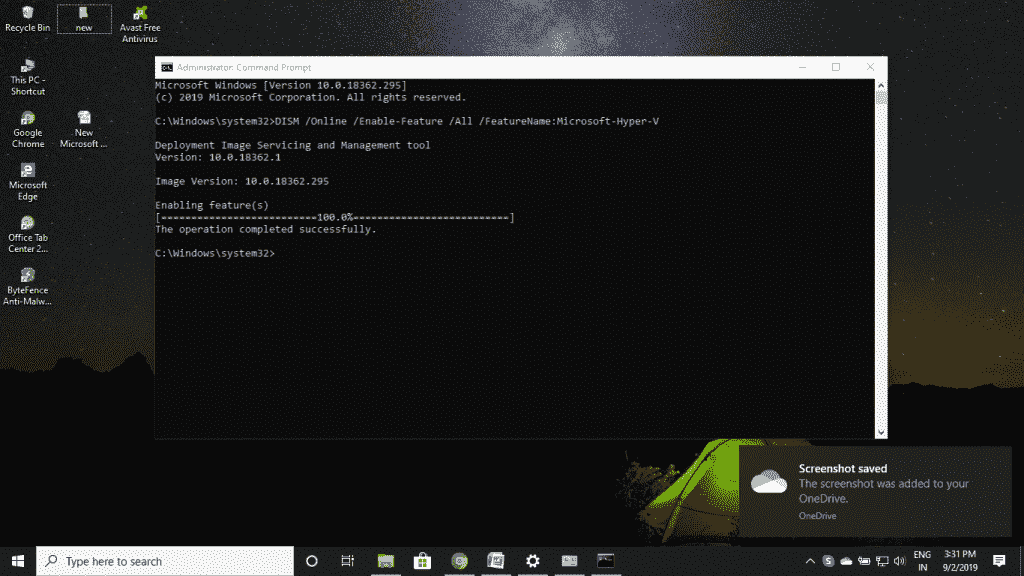 Recycle Bin
new
Avast Free
Antivirus
This PC -
Shortcut
Google
Chrome
New
Microsoft ...
Microsoft
Edge
Office Tab
Center 2...
ByteFence
Anti-Malw...
Administrator: Command Prompt
Microsoft Windows [Version 10.0.18362.295]
(c) 2019 Microsoft Corporation. All rights reserved.
C:\Windows\system32>DISM /Online /Enable-Feature /All /FeatureName:Microsoft-Hyper-V
Deployment Image Servicing and Management tool
Version: 10.0.18362.1
Image Version: 10.0.18362.295
Enabling feature(s)
[==========================100.0%==========================]
The operation completed successfully.
C:\Windows\system32>
Screenshot saved
The screenshot was added to your
OneDrive.
OneDrive
Type here to search
ENG
IN
3:31 PM
9/2/2019